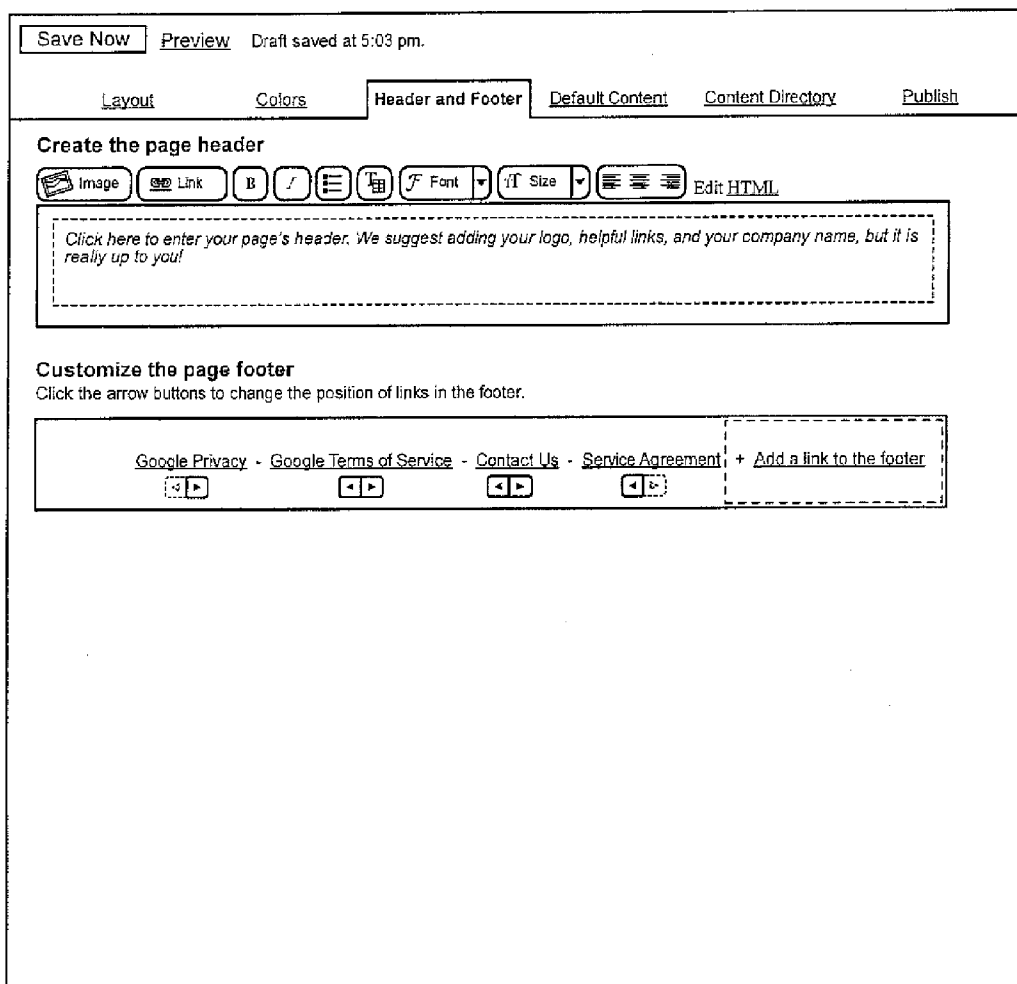 Save Now Preview Draft saved at 5:03 pm.
Layout Colors Header and Footer Default Content Content Directory Publish
Create the page header
Image Link B I T F Font T Size Edit HTML
Click here to enter your page's header. We suggest adding your logo, helpful links, and your company name, but it is
really up to you!
Customize the page footer
Click the arrow buttons to change the position of links in the footer.
Google Privacy - Google Terms of Service - Contact Us - Service Agreement + Add a link to the footer